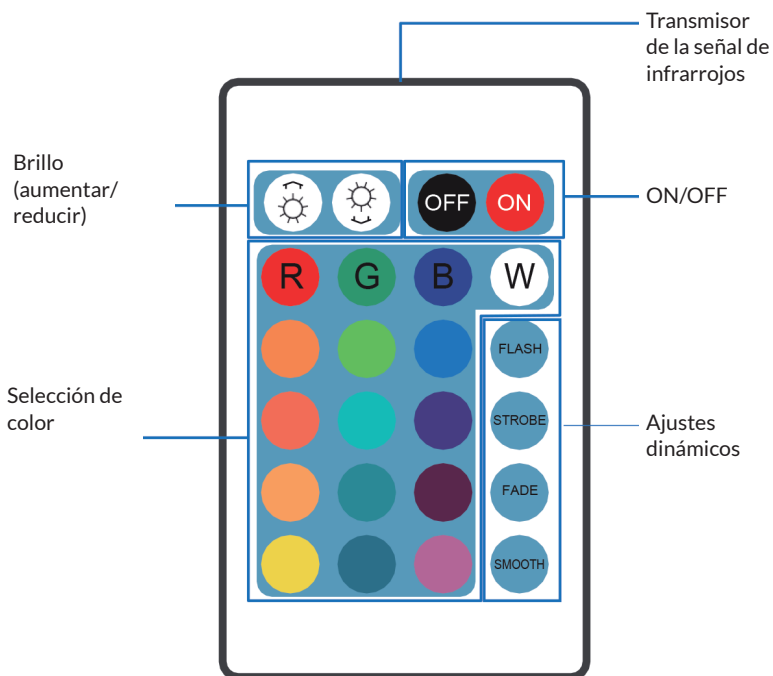 Transmisor
de la señal de
infrarrojos
Brillo
(aumentar/
reducir)
OFF
ON
ON/OFF
R
G
B
W
FLASH
Selección de
color
STROBE
Ajustes
dinámicos
FADE
SMOOTH